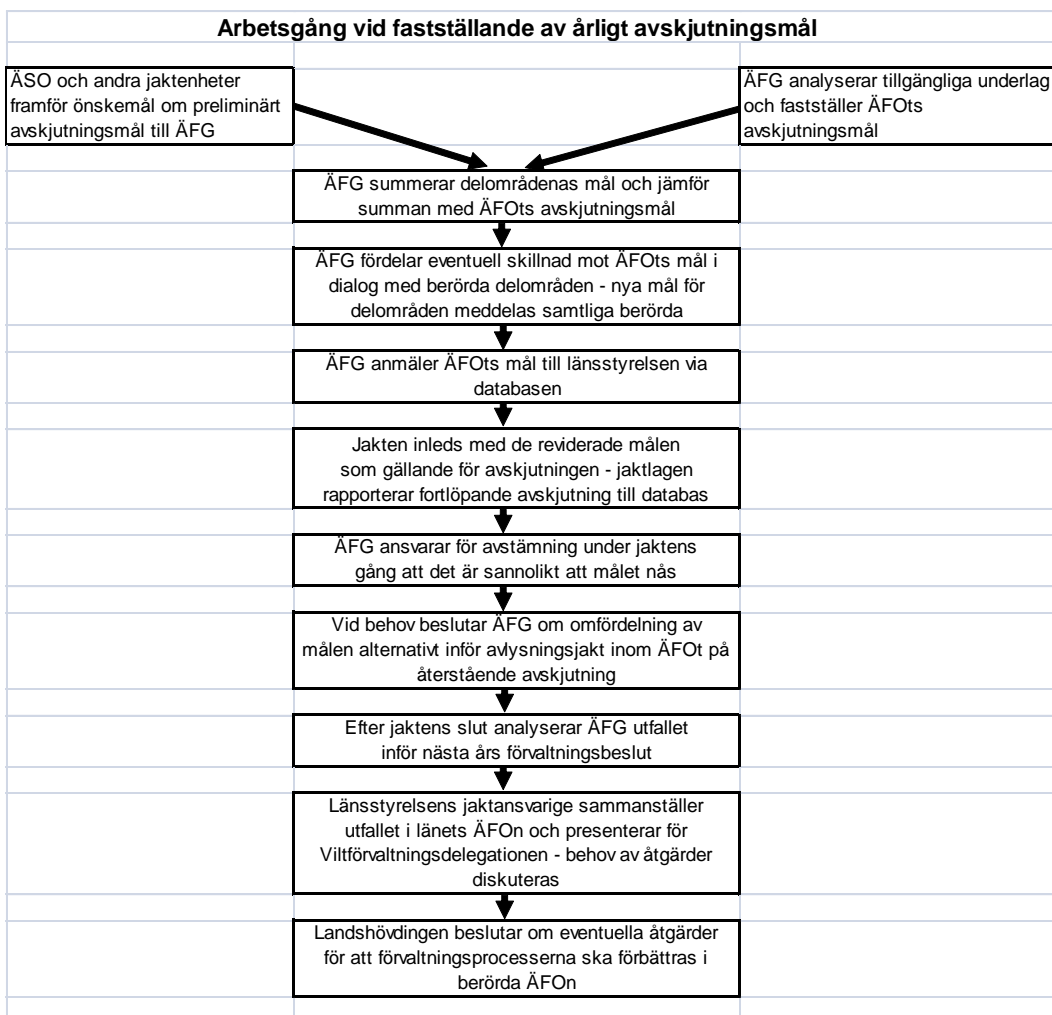 Arbetsgång vid fastställande av årligt avskjutningsmål
ÄSO och andra jaktenheter
framför önskemål om preliminärt
avskjutningsmål till ÄFG
ÄFG analyserar tillgängliga underlag
och fastställer ÄFOts
avskjutningsmål
ÄFG summerar delområdenas mål och jämför
summan med ÄFOts avskjutningsmål
ÄFG fördelar eventuell skillnad mot ÄFOts mål i
dialog med berörda delområden - nya mål för
delområden meddelas samtliga berörda
ÄFG anmäler ÄFOts mål till länsstyrelsen via
databasen
Jakten inleds med de reviderade målen
som gällande för avskjutningen - jaktlagen
rapporterar fortlöpande avskjutning till databas
ÄFG ansvarar för avstämning under jaktens
gång att det är sannolikt att målet nås
Vid behov beslutar ÄFG om omfördelning av
målen alternativt inför avlysningsjakt inom ÄFOt på
återstående avskjutning
Efter jaktens slut analyserar ÄFG utfallet
inför nästa års förvaltningsbeslut
Länsstyrelsens jaktansvarige sammanställer
utfallet i länets ÄFOn och presenterar för
Viltförvaltningsdelegationen - behov av åtgärder
diskuteras
Landshövdingen beslutar om eventuella åtgärder
för att förvaltningsprocesserna ska förbättras i
berörda ÄFOn